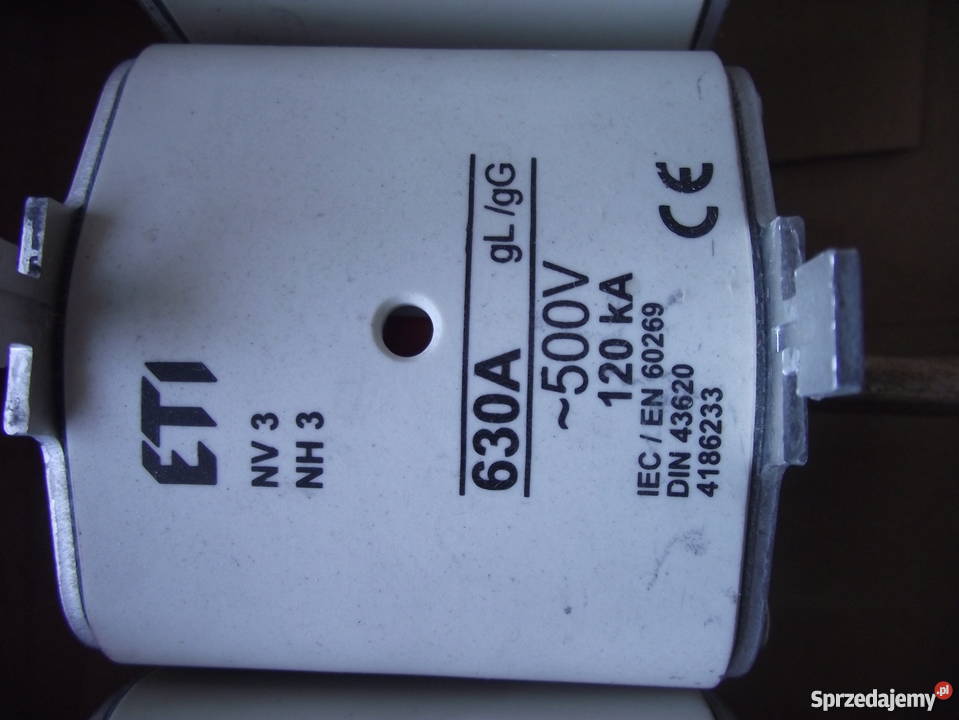 ETI
NV 3
NH 3
630A gL/gG
~500V
120 kA
IEC / EN 60269
DIN 43620
4186233
CE
Sprzedajemy.pl